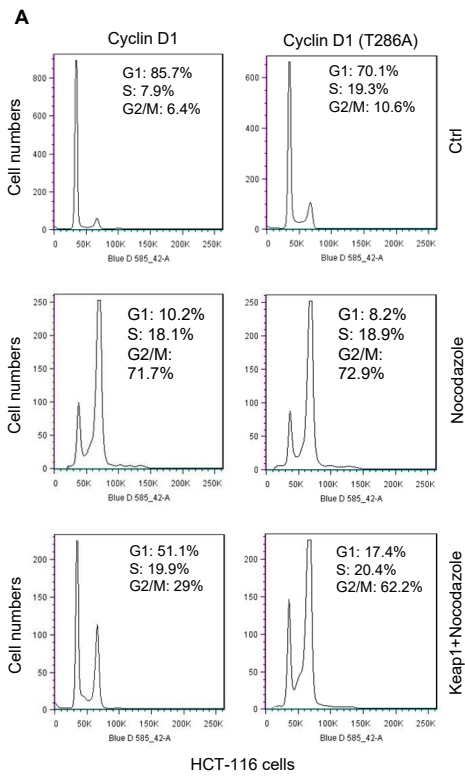 A
Cyclin D1
Cyclin D1 (T286A)
Cell numbers
800
600
400
200
0
G1: 85.7%
S: 7.9%
G2/M: 6.4%
0 50K 100K 150K 200K 250K
Blue D 585_42-A
600
400
200
0
G1: 70.1%
S: 19.3%
G2/M: 10.6%
0 50K 100K 150K 200K 250K
Blue D 585_42-A
Ctrl
Cell numbers
250
200
150
100
50
0
G1: 10.2%
S: 18.1%
G2/M:
71.7%
0 50K 100K 150K 200K 250K
Blue D 585_42-A
250
200
150
100
50
0
G1: 8.2%
S: 18.9%
G2/M:
72.9%
0 50K 100K 150K 200K 250K
Blue D 585_42-A
Nocodazole
Cell numbers
200
150
100
50
0
G1: 51.1%
S: 19.9%
G2/M: 29%
0 50K 100K 150K 200K 250K
Blue D 585_42-A
200
150
100
50
0
G1: 17.4%
S: 20.4%
G2/M: 62.2%
0 50K 100K 150K 200K 250K
Blue D 585_42-A
Keap1+Nocodazole
HCT-116 cells